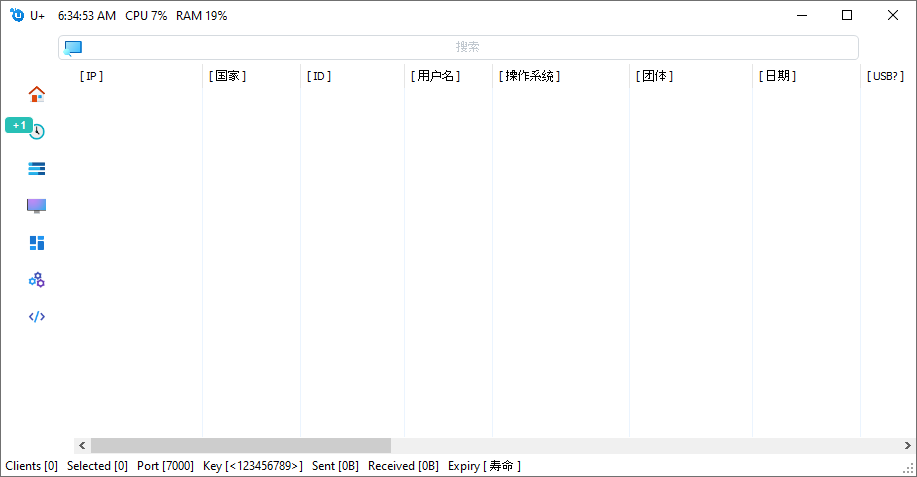 U+ 6:34:53 AM CPU 7% RAM 19%
搜索
[ IP ] [ 国家 ] [ ID ] [ 用户名 ] [ 操作系统 ] [ 团体 ] [ 日期 ] [ USB? ]
+1
Clients [0] Selected [0] Port [7000] Key [<123456789>] Sent [0B] Received [0B] Expiry [ 寿命 ]